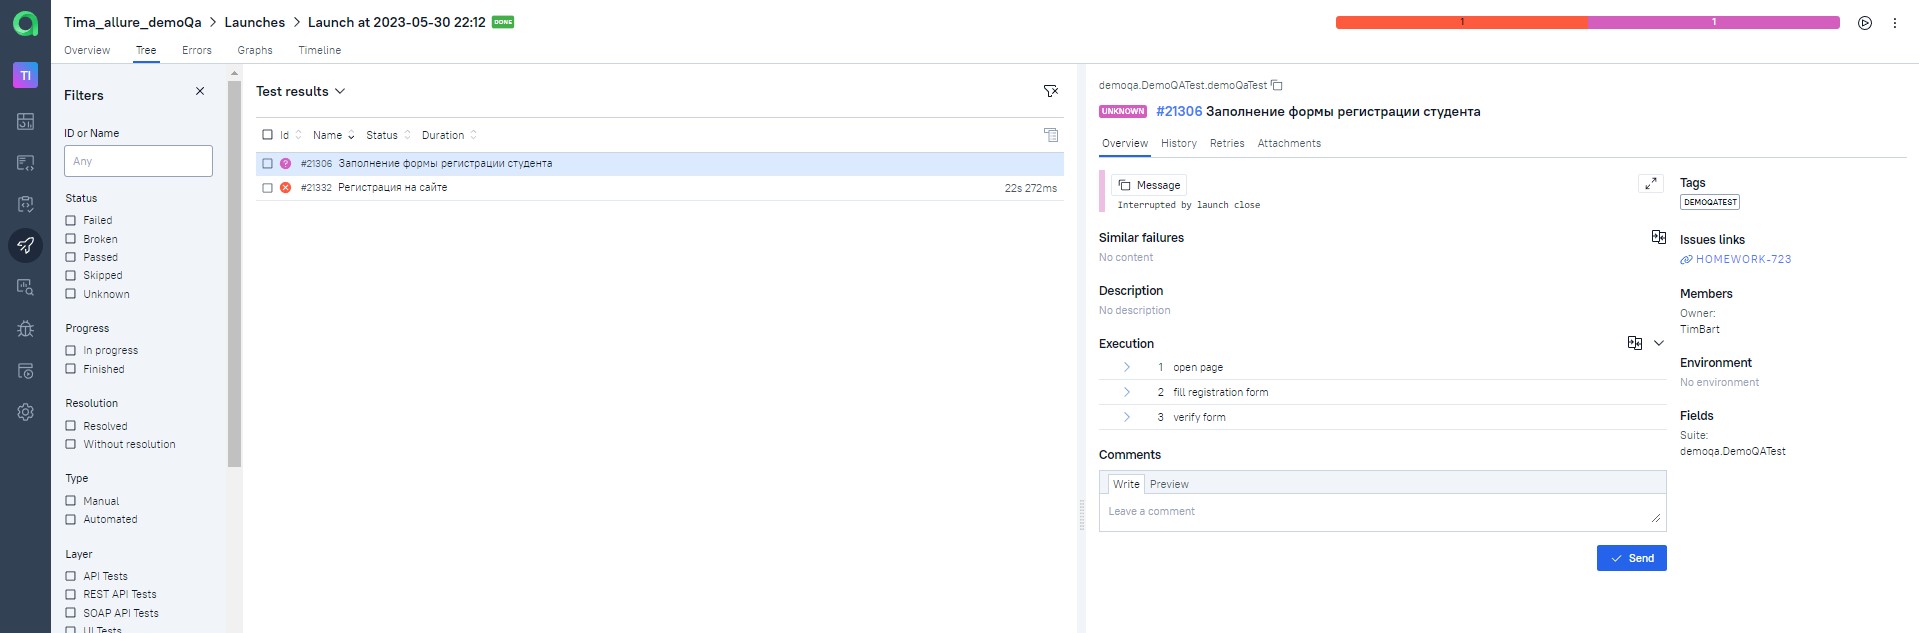 Tima_allure_demoQa > Launches > Launch at 2023-05-30 22:12 DONE
1 1
TI
Overview Tree Errors Graphs Timeline
Filters
ID or Name
Any
Status
Failed
Broken
Passed
Skipped
Unknown
Progress
In progress
Finished
Resolution
Resolved
Without resolution
Type
Manual
Automated
Layer
API Tests
REST API Tests
SOAP API Tests
UI Tests
Test results
Id Name Status Duration
#21306 Заполнение формы регистрации студента
#21332 Регистрация на сайте 22s 272ms
demoqa.DemoQATest.demoQaTest
UNKNOWN #21306 Заполнение формы регистрации студента
Overview History Retries Attachments
Message
Interrupted by launch close
Similar failures
No content
Description
No description
Execution
1 open page
2 fill registration form
3 verify form
Comments
Write Preview
Leave a comment
Send
Tags
DEMOQATEST
Issues links
HOMEWORK-723
Members
Owner:
TimBart
Environment
No environment
Fields
Suite:
demoqa.DemoQATest